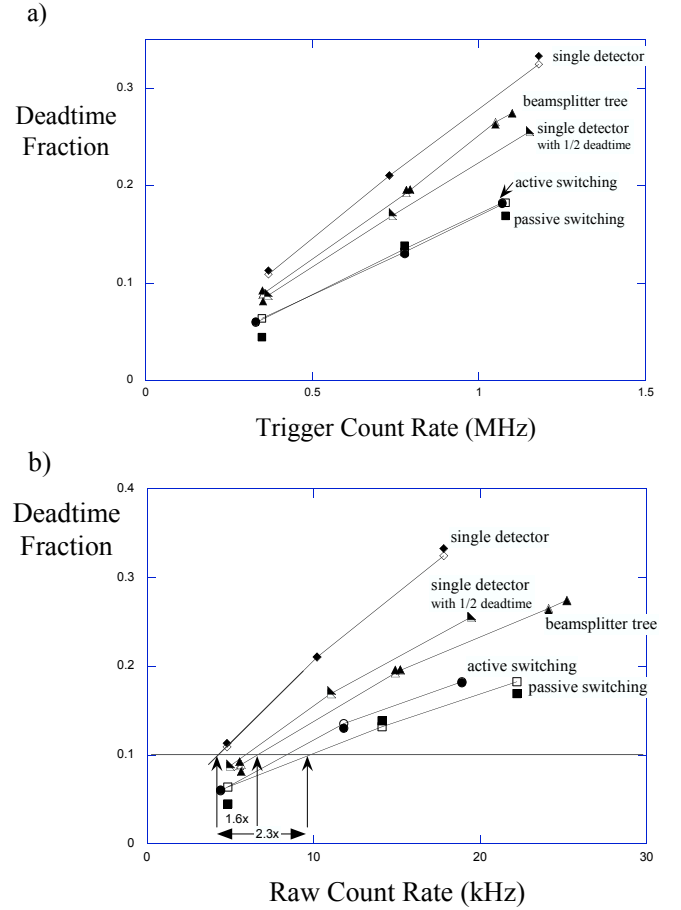 a)
Deadtime
Fraction
0.3
0.2
0.1
0
single detector
beamsplitter tree
single detector
with 1/2 deadtime
active switching
passive switching
0
0.5
1
1.5
Trigger Count Rate (MHz)
b)
Deadtime
Fraction
0.4
0.3
0.2
0.1
0
single detector
single detector
with 1/2 deadtime
beamsplitter tree
active switching
passive switching
1.6x
2.3x
0
10
20
30
Raw Count Rate (kHz)